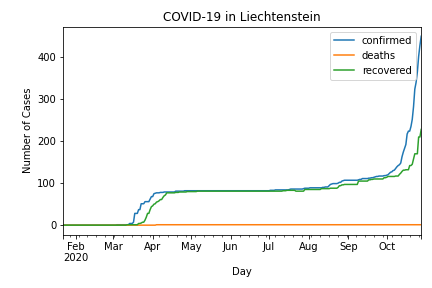 COVID-19 in Liechtenstein
confirmed
deaths
recovered
Number of Cases
400
300
200
100
0
Feb Mar Apr May Jun Jul Aug Sep Oct
2020
Day